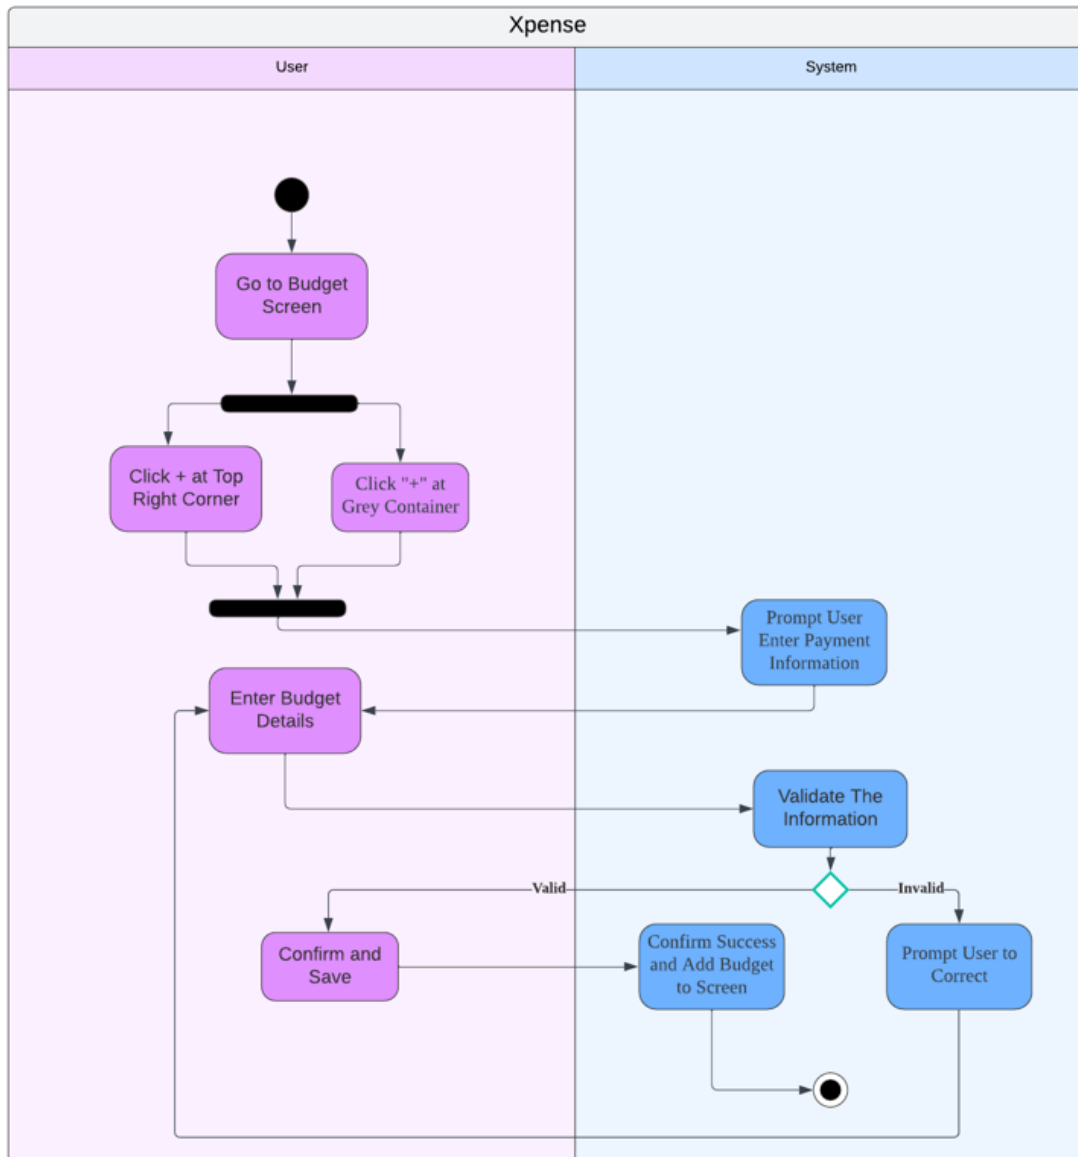 Xpense
User
System
Go to Budget
Screen
Click + at Top
Right Corner
Click "+" at
Grey Container
Prompt User
Enter Payment
Information
Enter Budget
Details
Validate The
Information
Valid
Invalid
Confirm and
Save
Confirm Success
and Add Budget
to Screen
Prompt User to
Correct